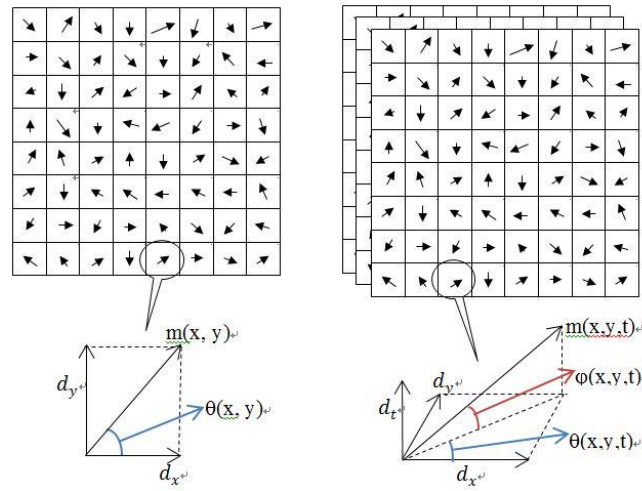 m(x, y)
d_y
θ(x, y)
d_x
m(x,y,t)
φ(x,y,t)
d_y
d_t
θ(x,y,t)
d_x